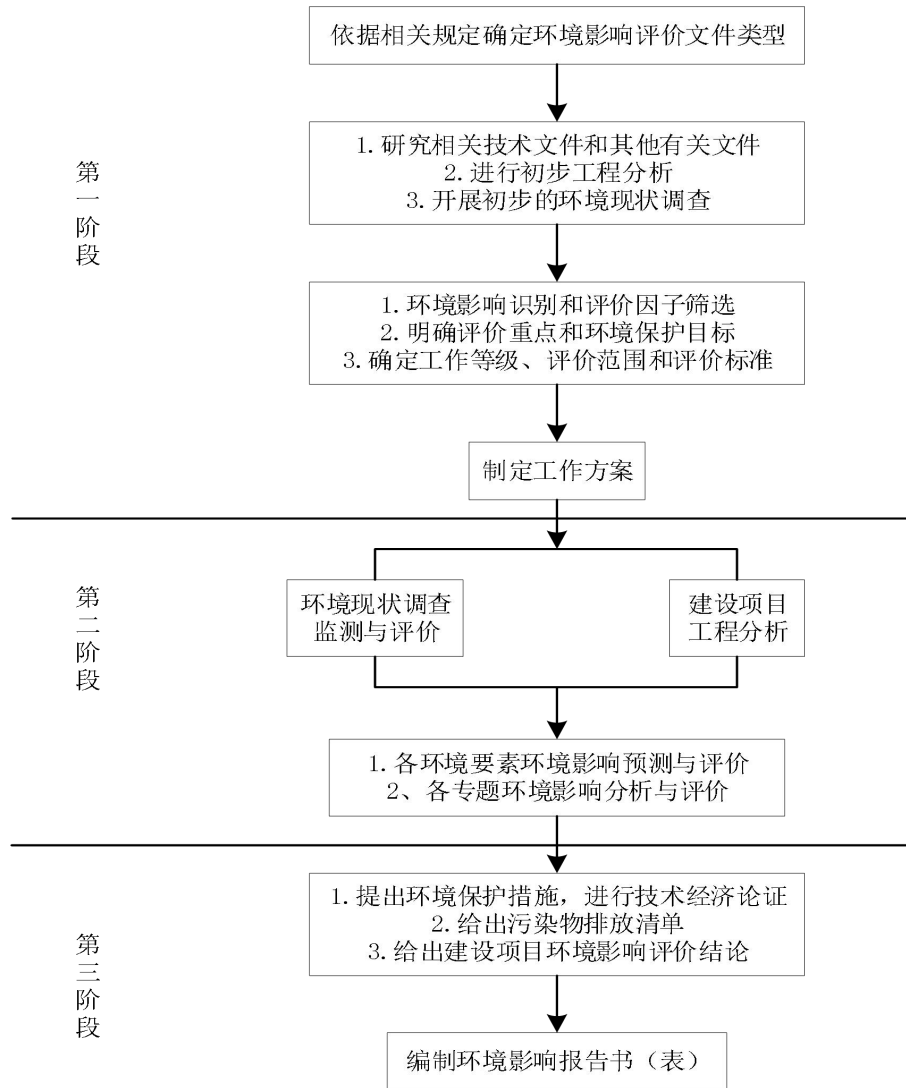 依据相关规定确定环境影响评价文件类型
第一阶段
1.研究相关技术文件和其他有关文件
2.进行初步工程分析
3.开展初步的环境现状调查
1.环境影响识别和评价因子筛选
2.明确评价重点和环境保护目标
3.确定工作等级、评价范围和评价标准
制定工作方案
第二阶段
环境现状调查
监测与评价
建设项目
工程分析
1.各环境要素环境影响预测与评价
2、各专题环境影响分析与评价
第三阶段
1.提出环境保护措施，进行技术经济论证
2.给出污染物排放清单
3.给出建设项目环境影响评价结论
编制环境影响报告书（表）